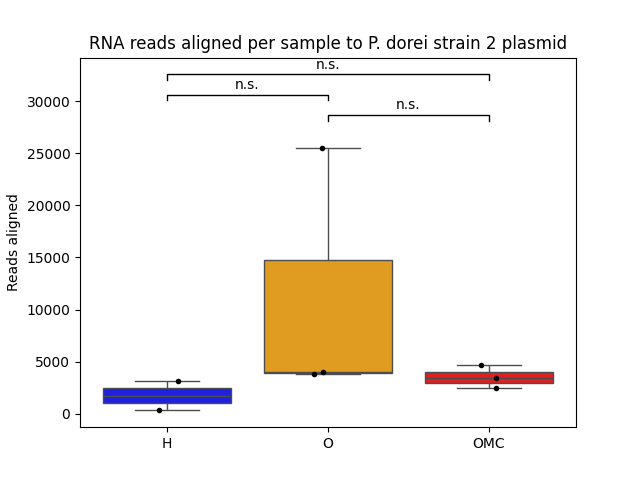 RNA reads aligned per sample to P. dorei strain 2 plasmid
n.s.
n.s.
n.s.
Reads aligned
30000
25000
20000
15000
10000
5000
0
H
O
OMC